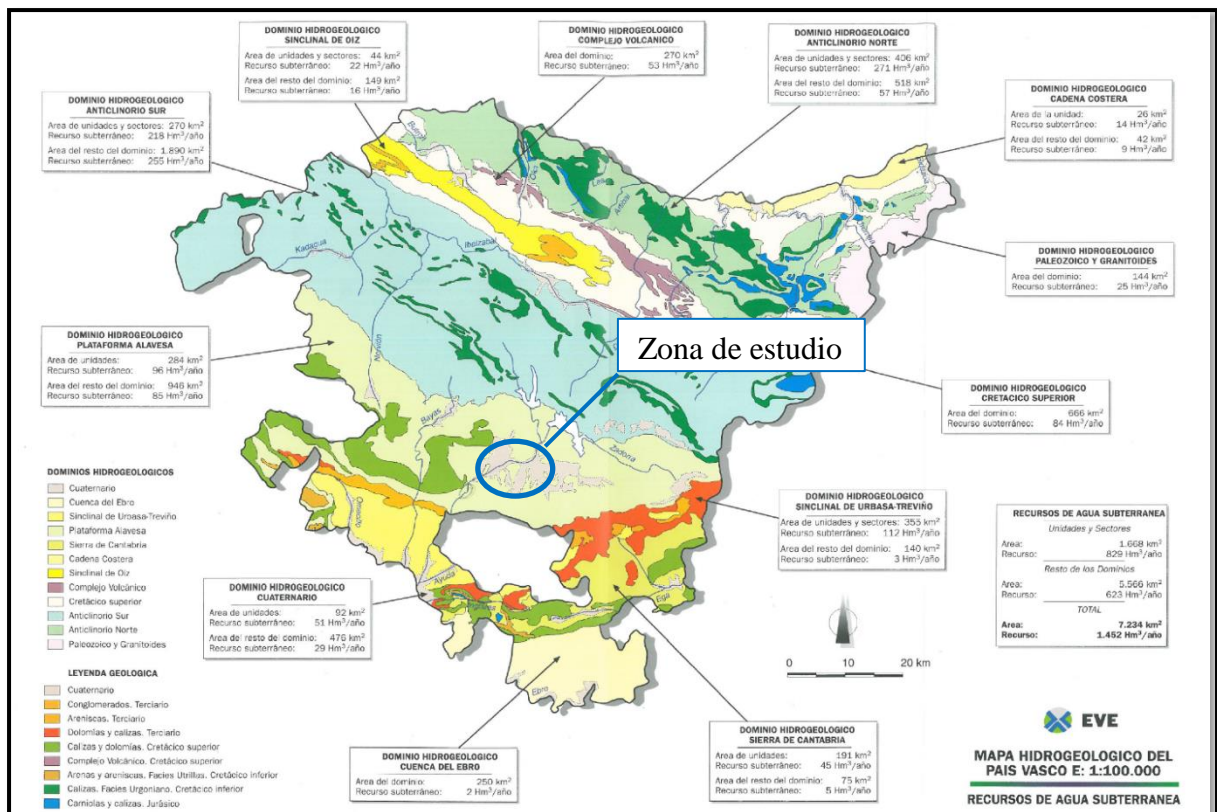 DOMINIO HIDROGEOLOGICO
SINCLINAL DE OIZ
Area de unidades y sectores: 44 km²
Recurso subterráneo: 22 Hm³/año
Area del resto del dominio: 149 km²
Recurso subterráneo: 16 Hm³/año
DOMINIO HIDROGEOLOGICO
COMPLEJO VOLCANICO
Area del dominio: 270 km²
Recurso subterráneo: 53 Hm³/año
DOMINIO HIDROGEOLOGICO
ANTICLINORIO NORTE
Area de unidades y sectores: 406 km²
Recurso subterráneo: 271 Hm³/año
Area del resto del dominio: 518 km²
Recurso subterráneo: 57 Hm³/año
DOMINIO HIDROGEOLOGICO
CADENA COSTERA
Area de la unidad: 26 km²
Recurso subterráneo: 14 Hm³/año
Area del resto del dominio: 42 km²
Recurso subterráneo: 9 Hm³/año
DOMINIO HIDROGEOLOGICO
ANTICLINORIO SUR
Area de unidades y sectores: 270 km²
Recurso subterráneo: 218 Hm³/año
Area del resto del dominio: 1.890 km²
Recurso subterráneo: 255 Hm³/año
DOMINIO HIDROGEOLOGICO
PALEOZOICO Y GRANITOIDES
Area del dominio: 144 km²
Recurso subterráneo: 25 Hm³/año
Butrón
Oka
Lea
Artibai
Kadagua
Ibaizabal
Nervión
Bayas
Zadorra
Omecillo
Ayuda
Inglares
Ega
Ebro
Zona de estudio
DOMINIO HIDROGEOLOGICO
PLATAFORMA ALAVESA
Area de unidades: 284 km²
Recurso subterráneo: 96 Hm³/año
Area del resto del dominio: 946 km²
Recurso subterráneo: 85 Hm³/año
DOMINIO HIDROGEOLOGICO
CRETACICO SUPERIOR
Area del dominio: 666 km²
Recurso subterráneo: 84 Hm³/año
DOMINIOS HIDROGEOLOGICOS
Cuaternario
Cuenca del Ebro
Sinclinal de Urbasa-Treviño
Plataforma Alavesa
Sierra de Cantabria
Cadena Costera
Sinclinal de Oiz
Complejo Volcánico
Cretácico superior
Anticlinorio Sur
Anticlinorio Norte
Paleozoico y Granitoides
DOMINIO HIDROGEOLOGICO
SINCLINAL DE URBASA-TREVIÑO
Area de unidades y sectores: 353 km²
Recurso subterráneo: 112 Hm³/año
Area del resto del dominio: 140 km²
Recurso subterráneo: 3 Hm³/año
RECURSOS DE AGUA SUBTERRANEA
Unidades y Sectores
Area: 1.668 km²
Recurso: 829 Hm³/año
Resto de los Dominios
Area: 5.566 km²
Recurso: 623 Hm³/año
TOTAL
Area: 7.234 km²
Recurso: 1.452 Hm³/año
DOMINIO HIDROGEOLOGICO
CUATERNARIO
Area de unidades: 92 km²
Recurso subterráneo: 51 Hm³/año
Area del resto del dominio: 476 km²
Recurso subterráneo: 29 Hm³/año
LEYENDA GEOLOGICA
Cuaternario
Conglomerados. Terciario
Areniscas. Terciario
Dolomías y calizas. Terciario
Calizas y dolomías. Cretácico superior
Complejo Volcánico. Cretácico superior
Arenas y areniscas. Facies Utrillas. Cretácico inferior
Calizas. Facies Urgoniano. Cretácico inferior
Carniolas y calizas. Jurásico
0 10 20 km
DOMINIO HIDROGEOLOGICO
CUENCA DEL EBRO
Area del dominio: 250 km²
Recurso subterráneo: 2 Hm³/año
DOMINIO HIDROGEOLOGICO
SIERRA DE CANTABRIA
Area de unidades: 191 km²
Recurso subterráneo: 45 Hm³/año
Area del resto del dominio: 75 km²
Recurso subterráneo: 5 Hm³/año
EVE
MAPA HIDROGEOLOGICO DEL
PAIS VASCO E: 1:100.000
RECURSOS DE AGUA SUBTERRANEA